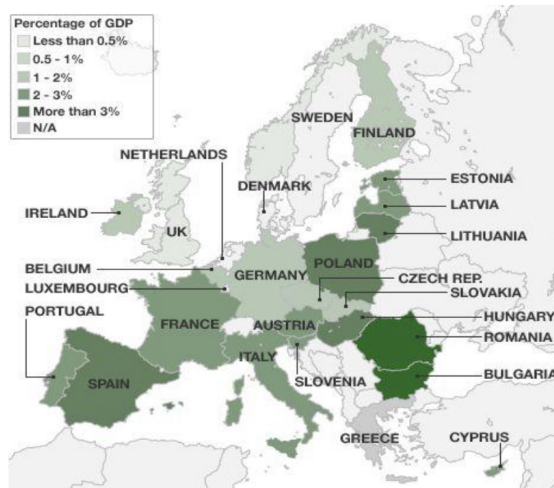 Percentage of GDP
Less than 0.5%
0.5 - 1%
1 - 2%
2 - 3%
More than 3%
N/A
SWEDEN
FINLAND
NETHERLANDS
ESTONIA
DENMARK
LATVIA
IRELAND
UK
LITHUANIA
POLAND
BELGIUM
GERMANY
CZECH REP.
LUXEMBOURG
SLOVAKIA
PORTUGAL
HUNGARY
FRANCE
AUSTRIA
ROMANIA
ITALY
SPAIN
SLOVENIA
BULGARIA
GREECE
CYPRUS